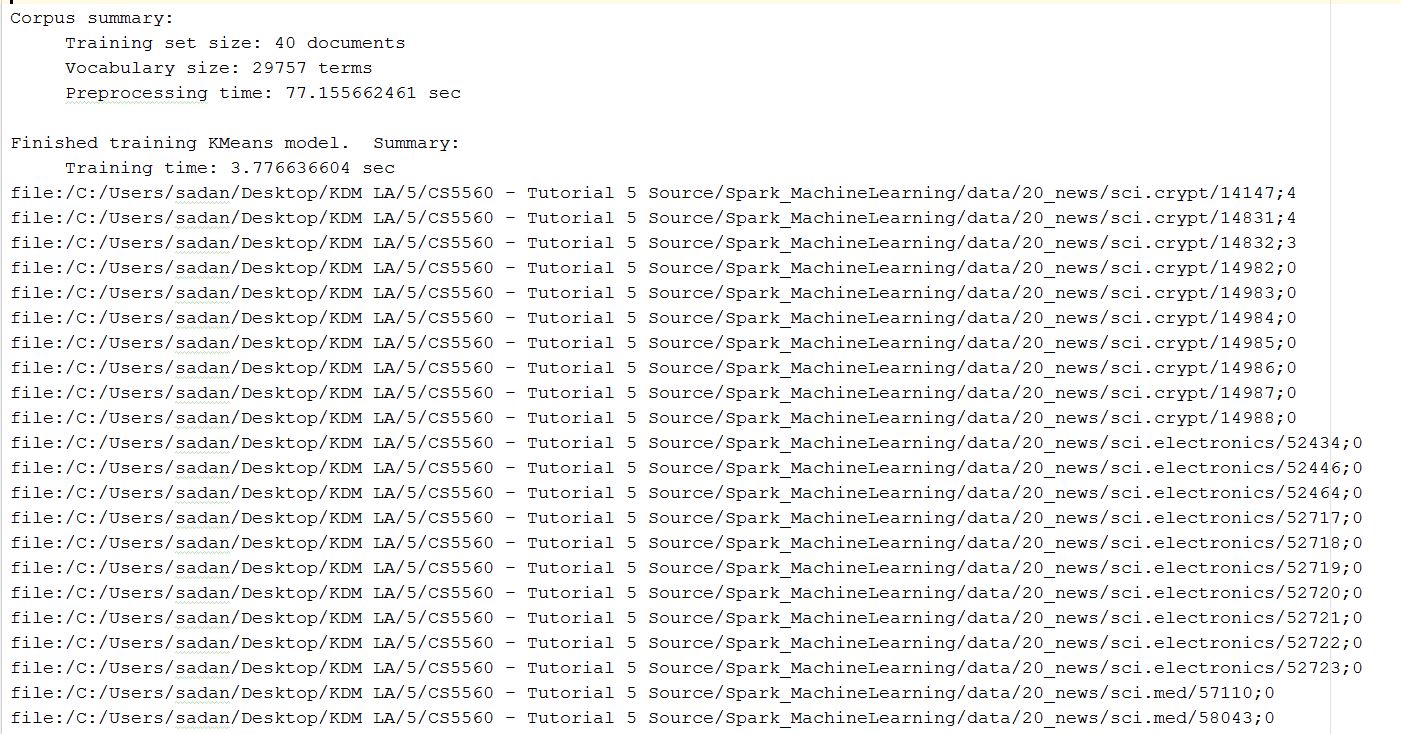 Corpus summary:
Training set size: 40 documents
Vocabulary size: 29757 terms
Preprocessing time: 77.155662461 sec
Finished training KMeans model.  Summary:
Training time: 3.776636604 sec
file:/C:/Users/sadan/Desktop/KDM LA/5/CS5560 - Tutorial 5 Source/Spark_MachineLearning/data/20_news/sci.crypt/14147;4
file:/C:/Users/sadan/Desktop/KDM LA/5/CS5560 - Tutorial 5 Source/Spark_MachineLearning/data/20_news/sci.crypt/14831;4
file:/C:/Users/sadan/Desktop/KDM LA/5/CS5560 - Tutorial 5 Source/Spark_MachineLearning/data/20_news/sci.crypt/14832;3
file:/C:/Users/sadan/Desktop/KDM LA/5/CS5560 - Tutorial 5 Source/Spark_MachineLearning/data/20_news/sci.crypt/14982;0
file:/C:/Users/sadan/Desktop/KDM LA/5/CS5560 - Tutorial 5 Source/Spark_MachineLearning/data/20_news/sci.crypt/14983;0
file:/C:/Users/sadan/Desktop/KDM LA/5/CS5560 - Tutorial 5 Source/Spark_MachineLearning/data/20_news/sci.crypt/14984;0
file:/C:/Users/sadan/Desktop/KDM LA/5/CS5560 - Tutorial 5 Source/Spark_MachineLearning/data/20_news/sci.crypt/14985;0
file:/C:/Users/sadan/Desktop/KDM LA/5/CS5560 - Tutorial 5 Source/Spark_MachineLearning/data/20_news/sci.crypt/14986;0
file:/C:/Users/sadan/Desktop/KDM LA/5/CS5560 - Tutorial 5 Source/Spark_MachineLearning/data/20_news/sci.crypt/14987;0
file:/C:/Users/sadan/Desktop/KDM LA/5/CS5560 - Tutorial 5 Source/Spark_MachineLearning/data/20_news/sci.crypt/14988;0
file:/C:/Users/sadan/Desktop/KDM LA/5/CS5560 - Tutorial 5 Source/Spark_MachineLearning/data/20_news/sci.electronics/52434;0
file:/C:/Users/sadan/Desktop/KDM LA/5/CS5560 - Tutorial 5 Source/Spark_MachineLearning/data/20_news/sci.electronics/52446;0
file:/C:/Users/sadan/Desktop/KDM LA/5/CS5560 - Tutorial 5 Source/Spark_MachineLearning/data/20_news/sci.electronics/52464;0
file:/C:/Users/sadan/Desktop/KDM LA/5/CS5560 - Tutorial 5 Source/Spark_MachineLearning/data/20_news/sci.electronics/52717;0
file:/C:/Users/sadan/Desktop/KDM LA/5/CS5560 - Tutorial 5 Source/Spark_MachineLearning/data/20_news/sci.electronics/52718;0
file:/C:/Users/sadan/Desktop/KDM LA/5/CS5560 - Tutorial 5 Source/Spark_MachineLearning/data/20_news/sci.electronics/52719;0
file:/C:/Users/sadan/Desktop/KDM LA/5/CS5560 - Tutorial 5 Source/Spark_MachineLearning/data/20_news/sci.electronics/52720;0
file:/C:/Users/sadan/Desktop/KDM LA/5/CS5560 - Tutorial 5 Source/Spark_MachineLearning/data/20_news/sci.electronics/52721;0
file:/C:/Users/sadan/Desktop/KDM LA/5/CS5560 - Tutorial 5 Source/Spark_MachineLearning/data/20_news/sci.electronics/52722;0
file:/C:/Users/sadan/Desktop/KDM LA/5/CS5560 - Tutorial 5 Source/Spark_MachineLearning/data/20_news/sci.electronics/52723;0
file:/C:/Users/sadan/Desktop/KDM LA/5/CS5560 - Tutorial 5 Source/Spark_MachineLearning/data/20_news/sci.med/57110;0
file:/C:/Users/sadan/Desktop/KDM LA/5/CS5560 - Tutorial 5 Source/Spark_MachineLearning/data/20_news/sci.med/58043;0